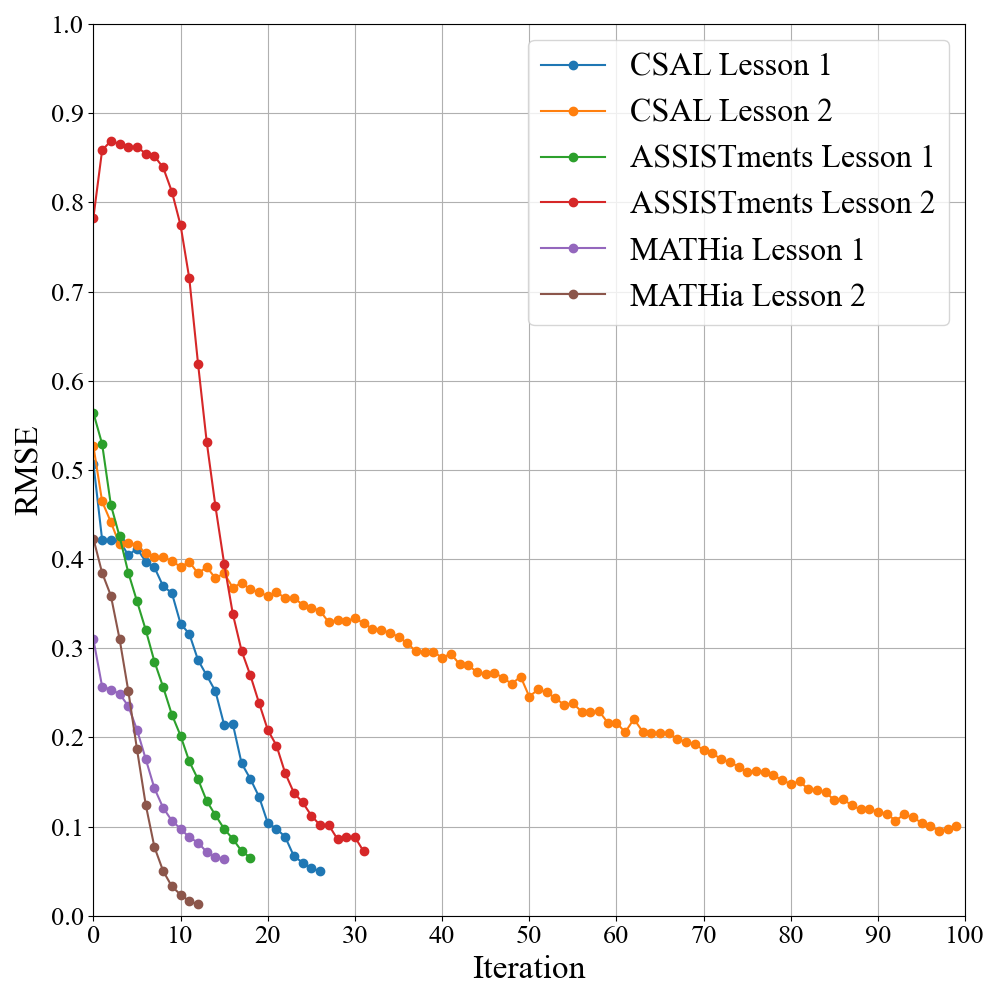 1.0
0.9
0.8
0.7
0.6
0.5
0.4
0.3
0.2
0.1
0.0
RMSE
CSAL Lesson 1
CSAL Lesson 2
ASSISTments Lesson 1
ASSISTments Lesson 2
MATHia Lesson 1
MATHia Lesson 2
0 10 20 30 40 50 60 70 80 90 100
Iteration